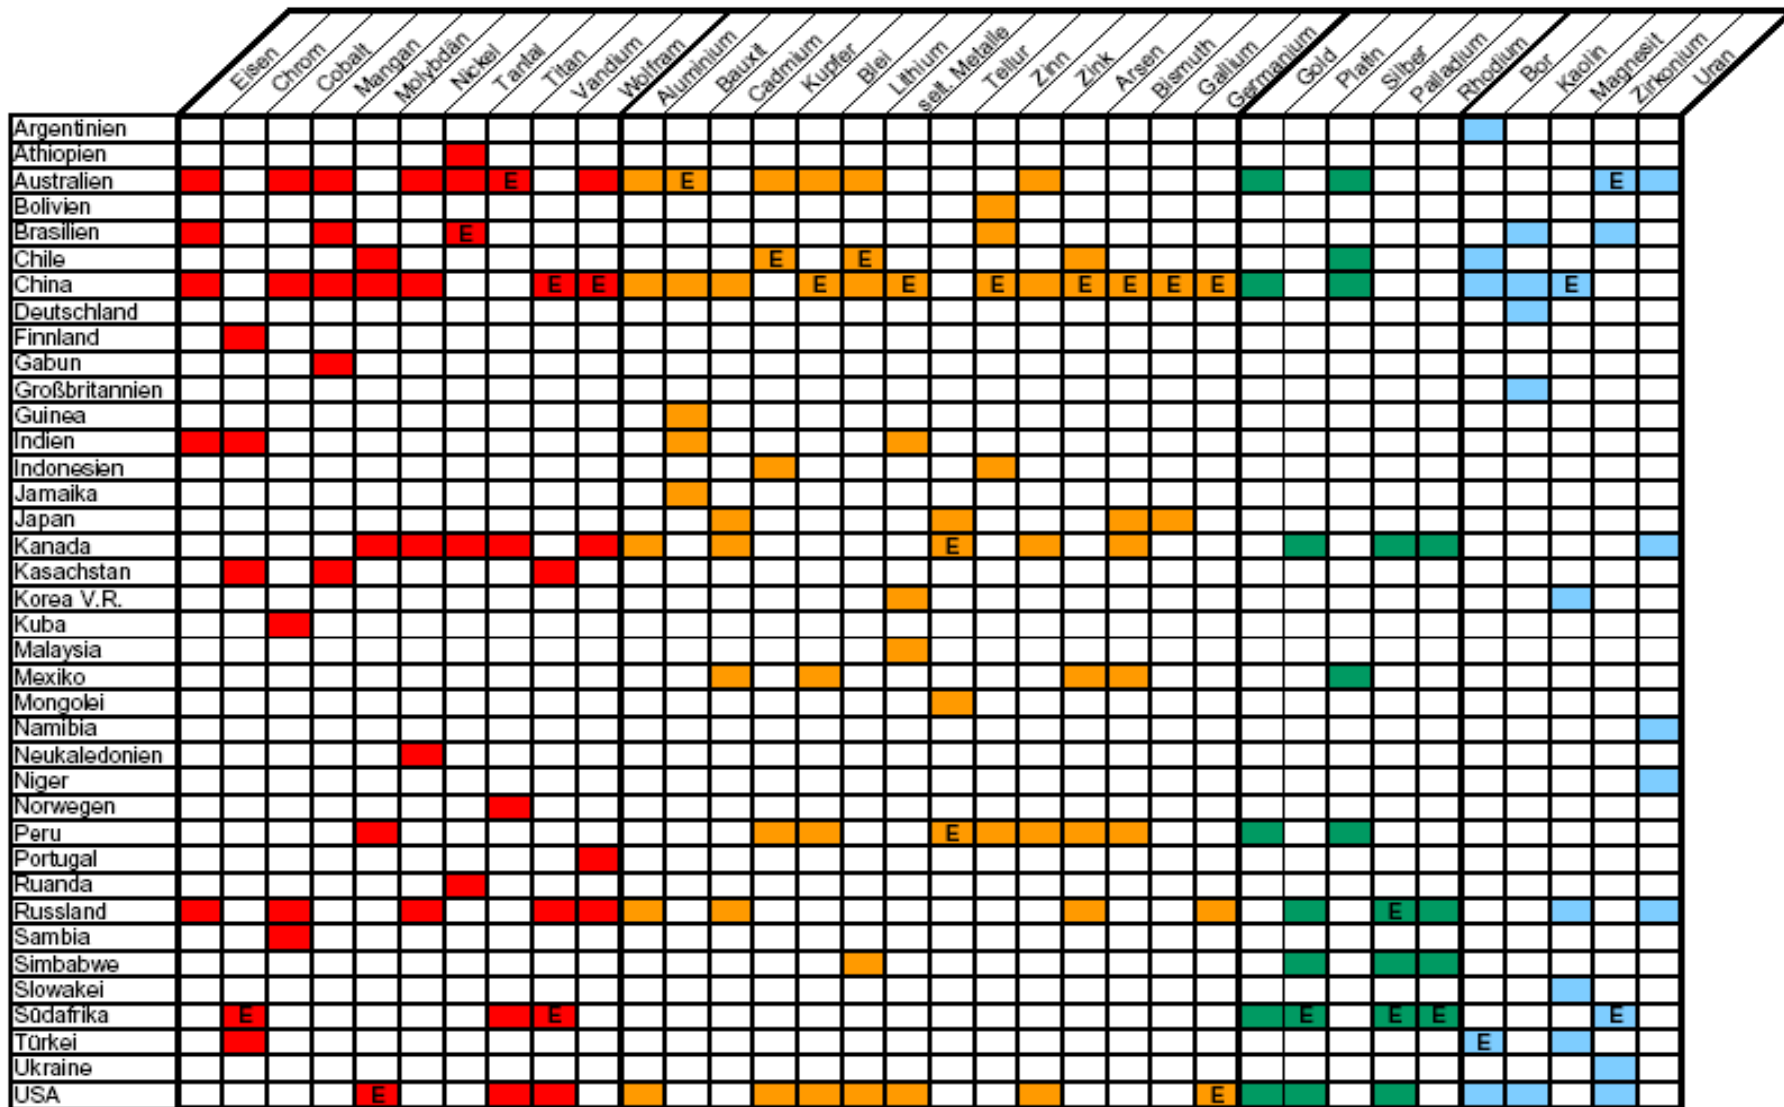 Eisen Chrom Cobalt Mangan Molybdän Nickel Tantal Titan Vandium Wolfram Aluminium Bauxit Cadmium Kupfer Blei Lithium selt. Metalle Tellur Zinn Zink Arsen Bismuth Gallium Germanium Gold Platin Silber Palladium Rhodium Bor Kaolin Magnesit Zirkonium Uran
Argentinien
Äthiopien
Australien E E E
Bolivien
Brasilien E
Chile E E
China E E E E E E E E E E
Deutschland
Finnland
Gabun
Großbritannien
Guinea
Indien
Indonesien
Jamaika
Japan
Kanada E
Kasachstan
Korea V.R.
Kuba
Malaysia
Mexiko
Mongolei
Namibia
Neukaledonien
Niger
Norwegen
Peru E
Portugal
Ruanda
Russland E
Sambia
Simbabwe
Slowakei
Südafrika E E E E E E
Türkei E
Ukraine
USA E E